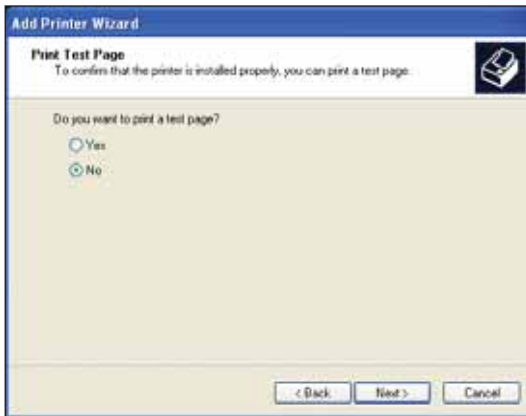 Add Printer Wizard
Print Test Page
To confirm that the printer is installed properly, you can print a test page.
Do you want to print a test page?
Yes
No
< Back
Next >
Cancel